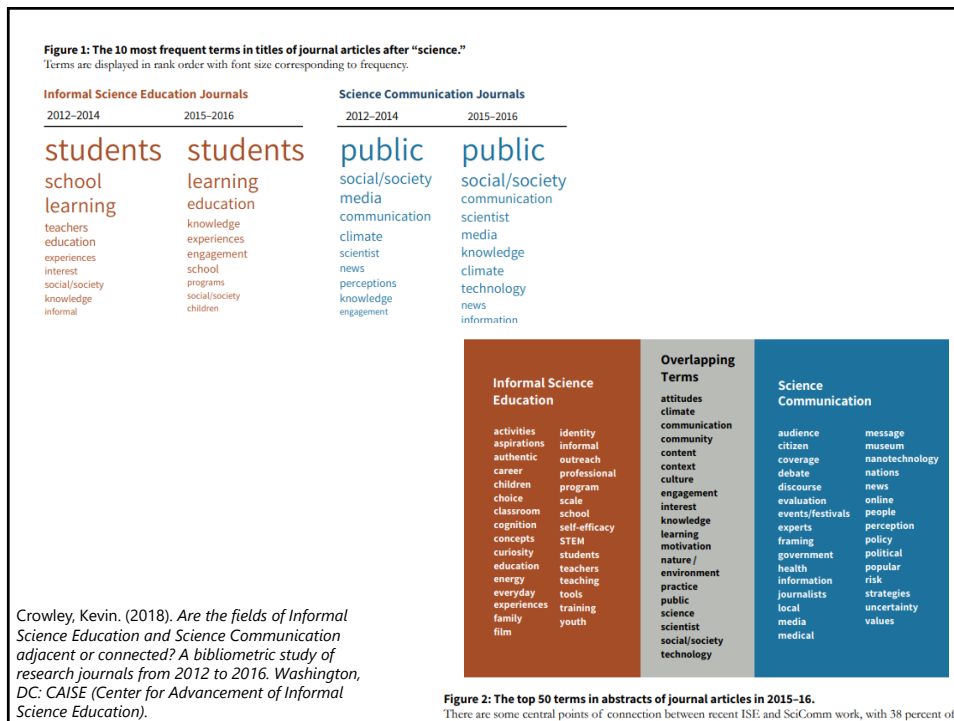 Figure 1: The 10 most frequent terms in titles of journal articles after “science.”
Terms are displayed in rank order with font size corresponding to frequency.
Informal Science Education Journals
2012–2014
students
school
learning
teachers
education
experiences
interest
social/society
knowledge
informal
2015–2016
students
learning
education
knowledge
experiences
engagement
school
programs
social/society
children
Science Communication Journals
2012–2014
public
social/society
media
communication
climate
scientist
news
perceptions
knowledge
engagement
2015–2016
public
social/society
communication
scientist
media
knowledge
climate
technology
news
information
Informal Science
Education
activities
aspirations
authentic
career
children
choice
classroom
cognition
concepts
curiosity
education
energy
everyday
experiences
family
film
identity
informal
outreach
professional
program
scale
school
self-efficacy
STEM
students
teachers
teaching
tools
training
youth
Overlapping
Terms
attitudes
climate
communication
community
content
context
culture
engagement
interest
knowledge
learning
motivation
nature /
environment
practice
public
science
scientist
social/society
technology
Science
Communication
audience
citizen
coverage
debate
discourse
evaluation
events/festivals
experts
framing
government
health
information
journalists
local
media
medical
message
museum
nanotechnology
nations
news
online
people
perception
policy
political
popular
risk
strategies
uncertainty
values
Crowley, Kevin. (2018). Are the fields of Informal
Science Education and Science Communication
adjacent or connected? A bibliometric study of
research journals from 2012 to 2016. Washington,
DC: CAISE (Center for Advancement of Informal
Science Education).
Figure 2: The top 50 terms in abstracts of journal articles in 2015–16.
There are some central points of connection between recent ISE and SciComm work, with 38 percent of